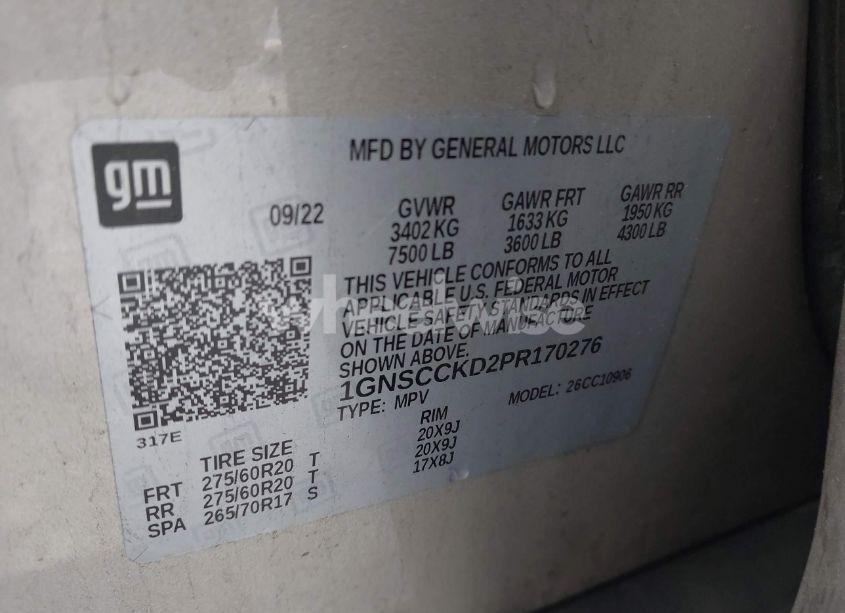 gm
MFD BY GENERAL MOTORS LLC
09/22
GVWR GAWR FRT GAWR RR
3402 KG 1633 KG 1950 KG
7500 LB 3600 LB 4300 LB
THIS VEHICLE CONFORMS TO ALL
APPLICABLE U.S. FEDERAL MOTOR
VEHICLE SAFETY STANDARDS IN EFFECT
ON THE DATE OF MANUFACTURE
SHOWN ABOVE.
1GNSCCKD2PR170276
TYPE: MPV MODEL: 26CC10906
317E
TIRE SIZE RIM
FRT 275/60R20 T 20X9J
RR 275/60R20 T 20X9J
SPA 265/70R17 S 17X8J